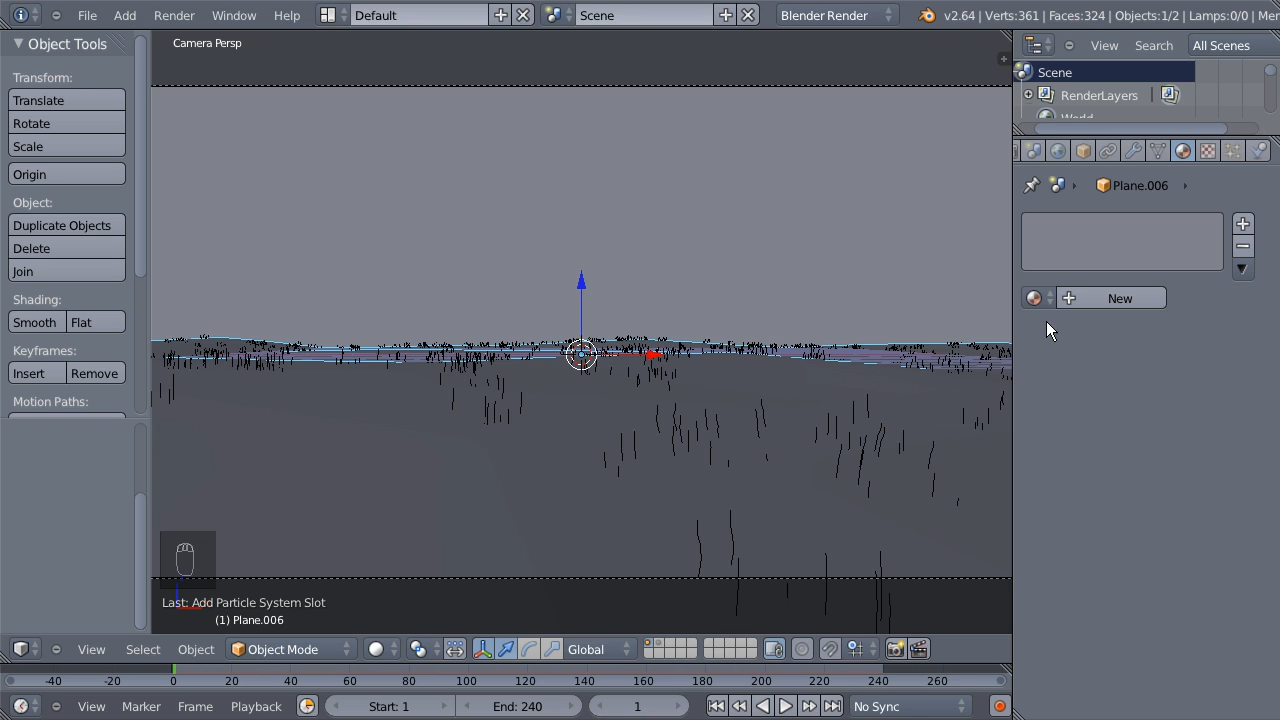 File Add Render Window Help Default Scene Blender Render v2.64 | Verts:361 | Faces:324 | Objects:1/2 | Lamps:0/0 | Mer
Object Tools
Transform:
Translate
Rotate
Scale
Origin
Object:
Duplicate Objects
Delete
Join
Shading:
Smooth Flat
Keyframes:
Insert Remove
Motion Paths:
Camera Persp
Last: Add Particle System Slot
(1) Plane.006
View Search All Scenes
Scene
RenderLayers
World
Plane.006
New
View Select Object Object Mode Global
-40 -20 0 20 40 60 80 100 120 140 160 180 200 220 240 260
View Marker Frame Playback Start: 1 End: 240 1 No Sync